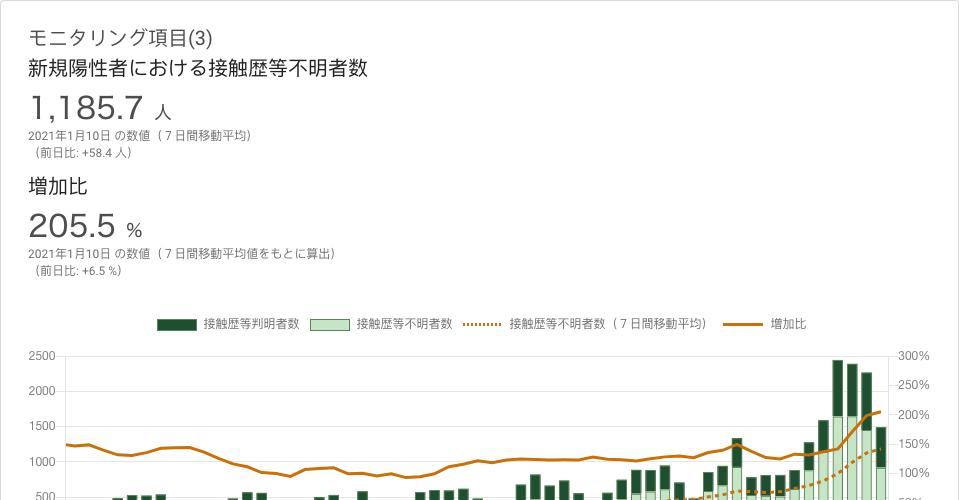 モニタリング項目(3)
新規陽性者における接触歴等不明者数
1,185.7 人
2021年1月10日 の数値（７日間移動平均）
（前日比: +58.4 人）
増加比
205.5 %
2021年1月10日 の数値（７日間移動平均値をもとに算出）
（前日比: +6.5 %）
接触歴等判明者数 接触歴等不明者数 接触歴等不明者数（７日間移動平均） 増加比
2500 300%
250%
2000
200%
1500
150%
1000
100%
500